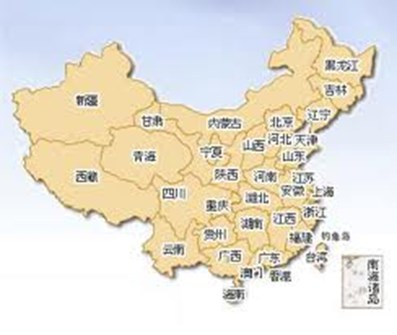 黑龙江
吉林
新疆
辽宁
甘肃
内蒙古
北京
河北
天津
宁夏
山西
山东
青海
陕西
河南
江苏
西藏
安徽
上海
四川
重庆
湖北
浙江
湖南
江西
贵州
福建
钓鱼岛
云南
广西
广东
台湾
澳门
香港
海南
南海诸岛